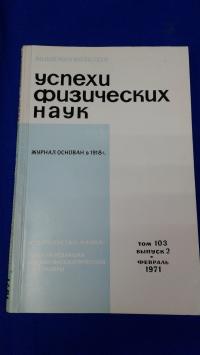 УСПЕХИ
ФИЗИЧЕСКИХ
НАУК
ЖУРНАЛ ОСНОВАН В 1918 г.
ТОМ 103
ВЫПУСК 2
ФЕВРАЛЬ
1971